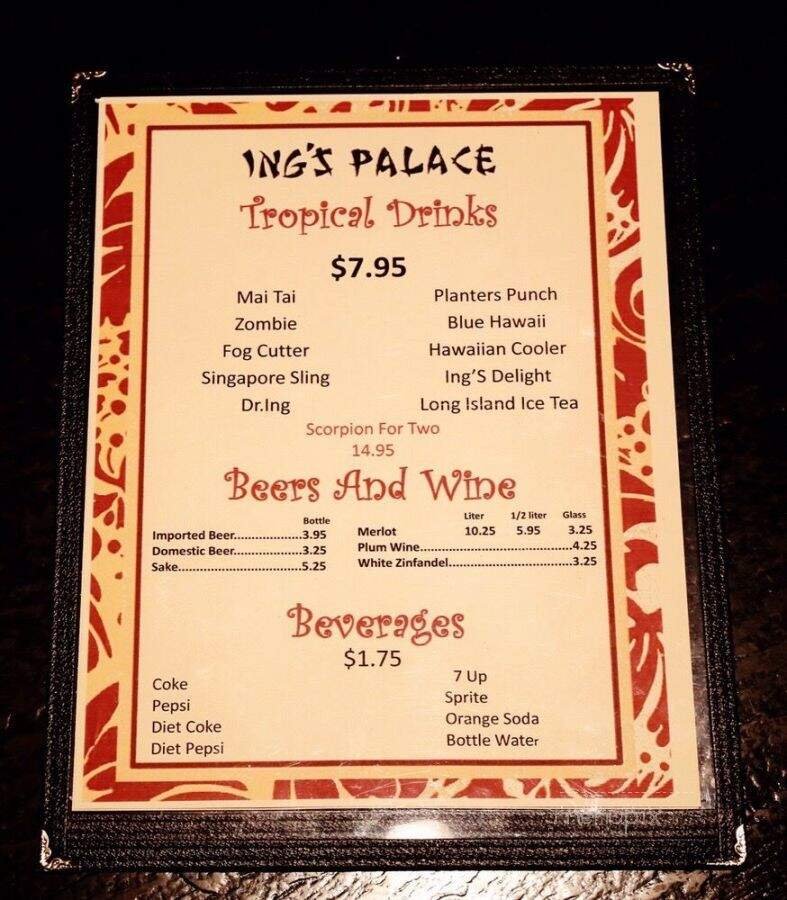 ING'S PALACE
Tropical Drinks
$7.95
Mai Tai
Zombie
Fog Cutter
Singapore Sling
Dr.Ing
Planters Punch
Blue Hawaii
Hawaiian Cooler
Ing'S Delight
Long Island Ice Tea
Scorpion For Two
14.95
Beers And Wine
Bottle
Imported Beer..................3.95
Domestic Beer.................3.25
Sake...............................5.25
Liter 1/2 liter Glass
Merlot 10.25 5.95 3.25
Plum Wine......................................4.25
White Zinfandel...............................3.25
Beverages
$1.75
Coke
Pepsi
Diet Coke
Diet Pepsi
7 Up
Sprite
Orange Soda
Bottle Water